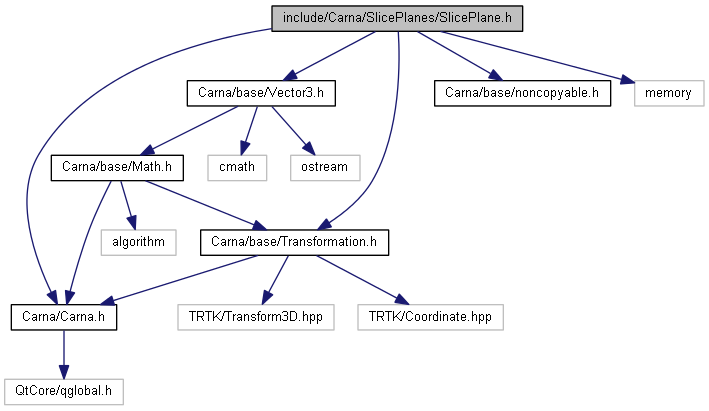 include/Carna/SlicePlanes/SlicePlane.h
Carna/base/Vector3.h
Carna/base/noncopyable.h
memory
Carna/base/Math.h
cmath
ostream
algorithm
Carna/base/Transformation.h
Carna/Carna.h
TRTK/Transform3D.hpp
TRTK/Coordinate.hpp
QtCore/qglobal.h